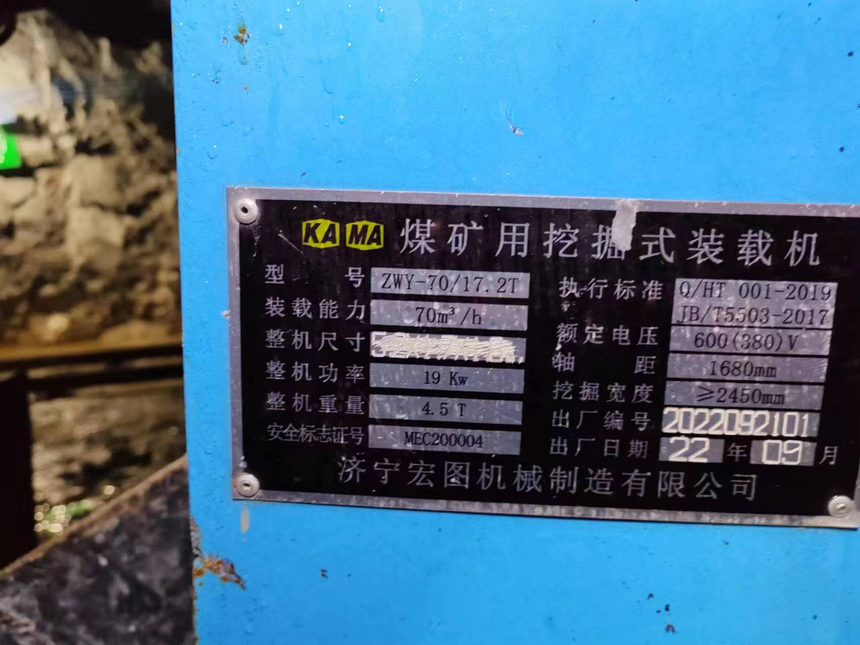 KAMA 煤矿用挖掘式装载机
型 号 ZWY-70/17.2T
装载能力 70m³/h
整机尺寸
整机功率 19 Kw
整机重量 4.5 T
安全标志证号 MEC200004
执行标准 Q/HT 001-2019
JB/T5503-2017
额定电压 600(380)V
轴 距 1680mm
挖掘宽度 ≥2450mm
出厂编号 2022092101
出厂日期 22 年 09 月
济宁宏图机械制造有限公司